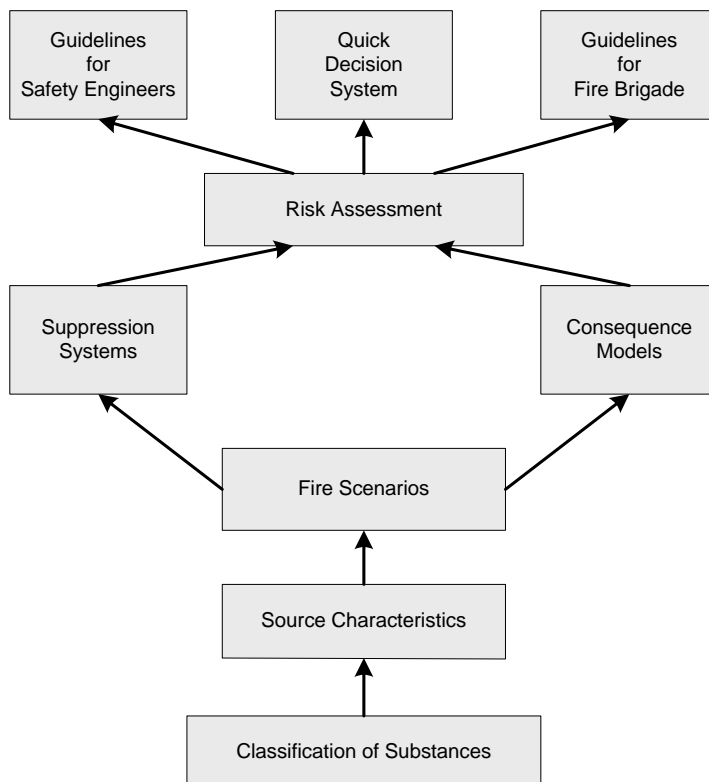 Guidelines
for
Safety Engineers
Quick
Decision
System
Guidelines
for
Fire Brigade
Risk Assessment
Suppression
Systems
Consequence
Models
Fire Scenarios
Source Characteristics
Classification of Substances